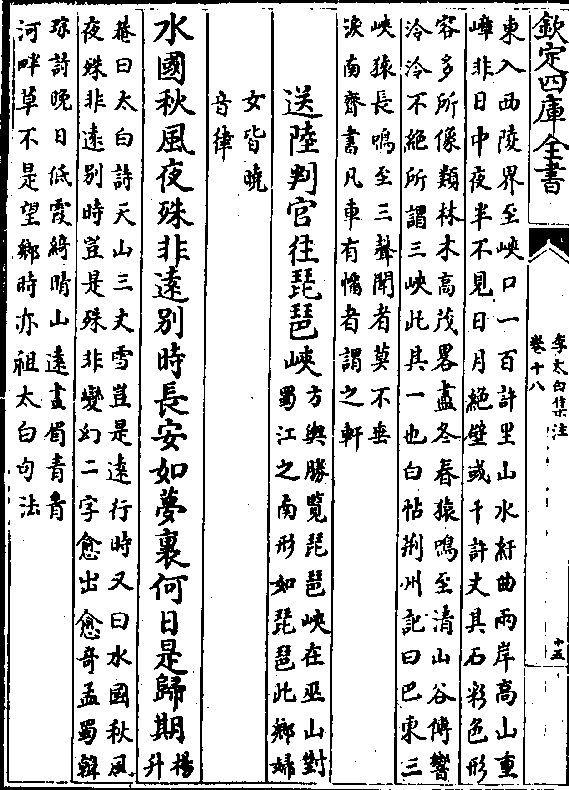 欽定四庫全書
李太白集注
卷十八
十五
東入西陵界至峽口一百許里山水紆曲兩岸高山重
嶂非日中夜半不見日月絶壁或千許丈其石彩色形
容多所像類林木高茂畧盡冬春猿鳴至清山谷傳響
泠泠不絶所謂三峽此其一也白帖荆州記曰巴東三
峽猿長鳴至三聲聞者莫不垂
淚南齊書凡車有幡者謂之軒
送陸判官往琵琶峽
方輿勝覽琵琶峽在巫山對
蜀江之南形如琵琶此鄉婦
女皆曉
音律
水國秋風夜殊非遠别時長安如夢裏何日是歸期
楊
升
菴曰太白詩天山三丈雪豈是遠行時又曰水國秋風
夜殊非遠别時豈是殊非變幻二字愈出愈奇孟蜀韓
琮詩晚日低霞綺晴山遠畫眉青青
河畔草不是望鄉時亦祖太白句法